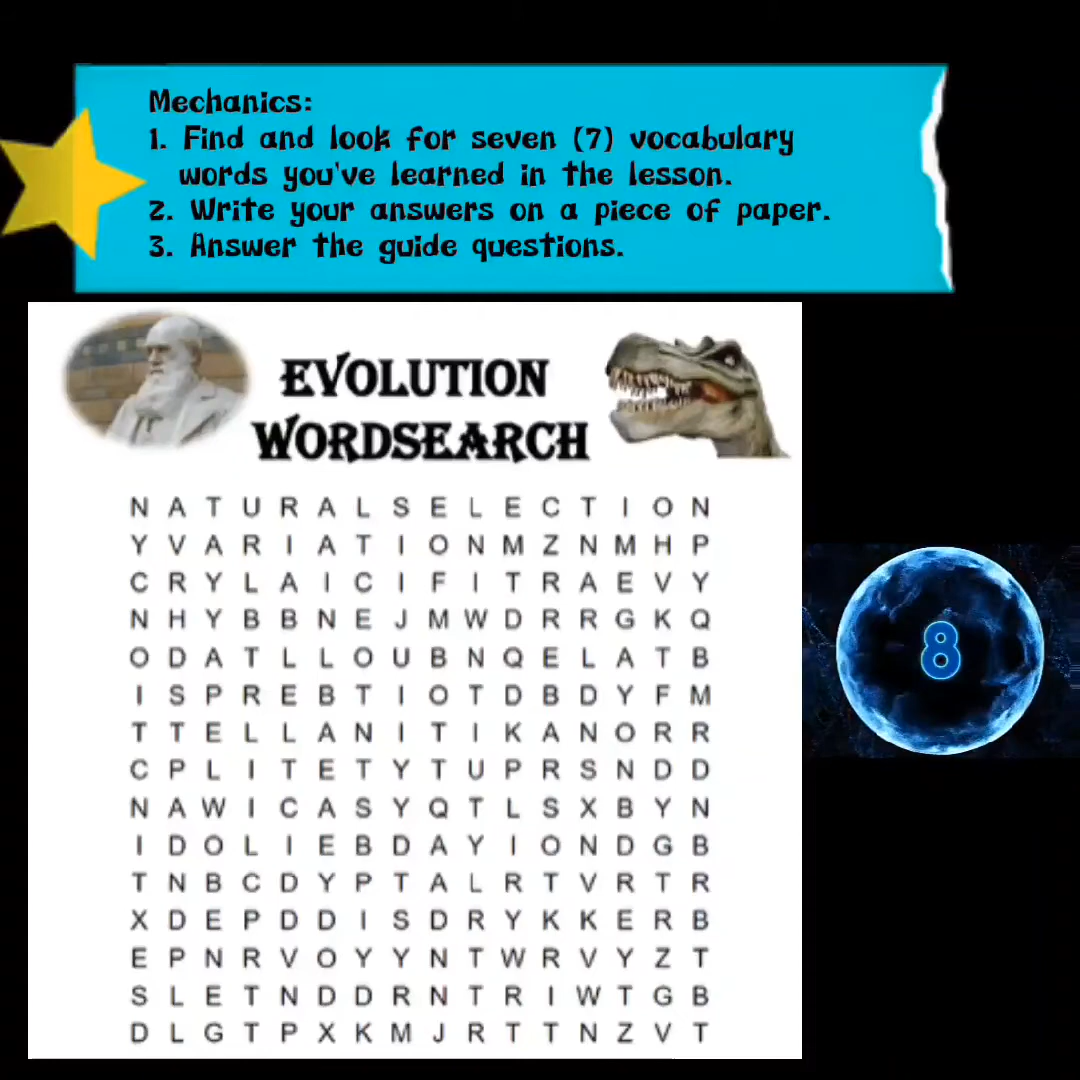 Mechanics:
1. Find and look for seven (7) vocabulary
words you've learned in the lesson.
2. Write your answers on a piece of paper.
3. Answer the guide questions.
EVOLUTION
WORDSEARCH
N A T U R A L S E L E C T I O N
Y V A R I A T I O N M Z N M H P
C R Y L A I C I F I T R A E V Y
N H Y B B N E J M W D R R G K Q
O D A T L L O U B N Q E L A T B
I S P R E B T I O T D B D Y F M
T T E L L A N I T I K A N O R R
C P L I T E T Y T U P R S N D D
N A W I C A S Y Q T L S X B Y N
I D O L I E B D A Y I O N D G B
T N B C D Y P T A L R T V R T R
X D E P D D I S D R Y K K E R B
E P N R V O Y Y N T W R V Y Z T
S L E T N D D R N T R I W T G B
D L G T P X K M J R T T N Z V T
8